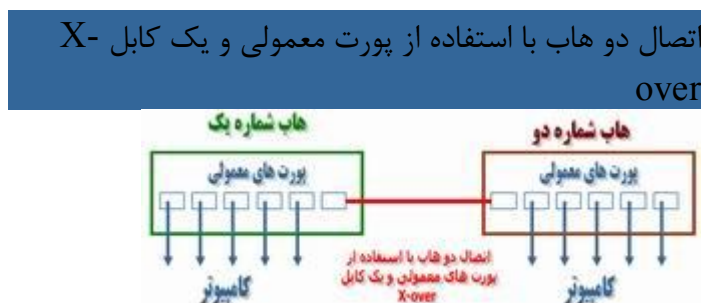 اتصال دو هاب با استفاده از پورت معمولی و یک کابل X-
over
هاب شماره یک
هاب شماره دو
پورت های معمولی
پورت های معمولی
اتصال دو هاب با استفاده از
پورت های معمولی و یک کابل
X-over
کامپیوتر
کامپیوتر